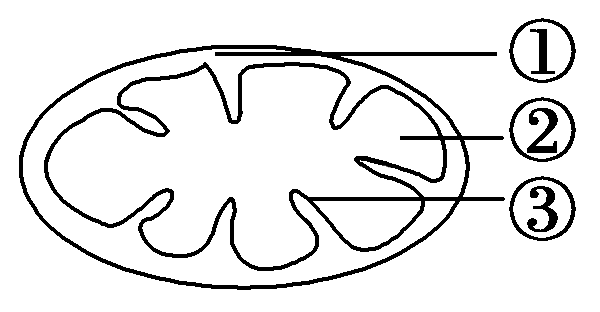 ①
②
③